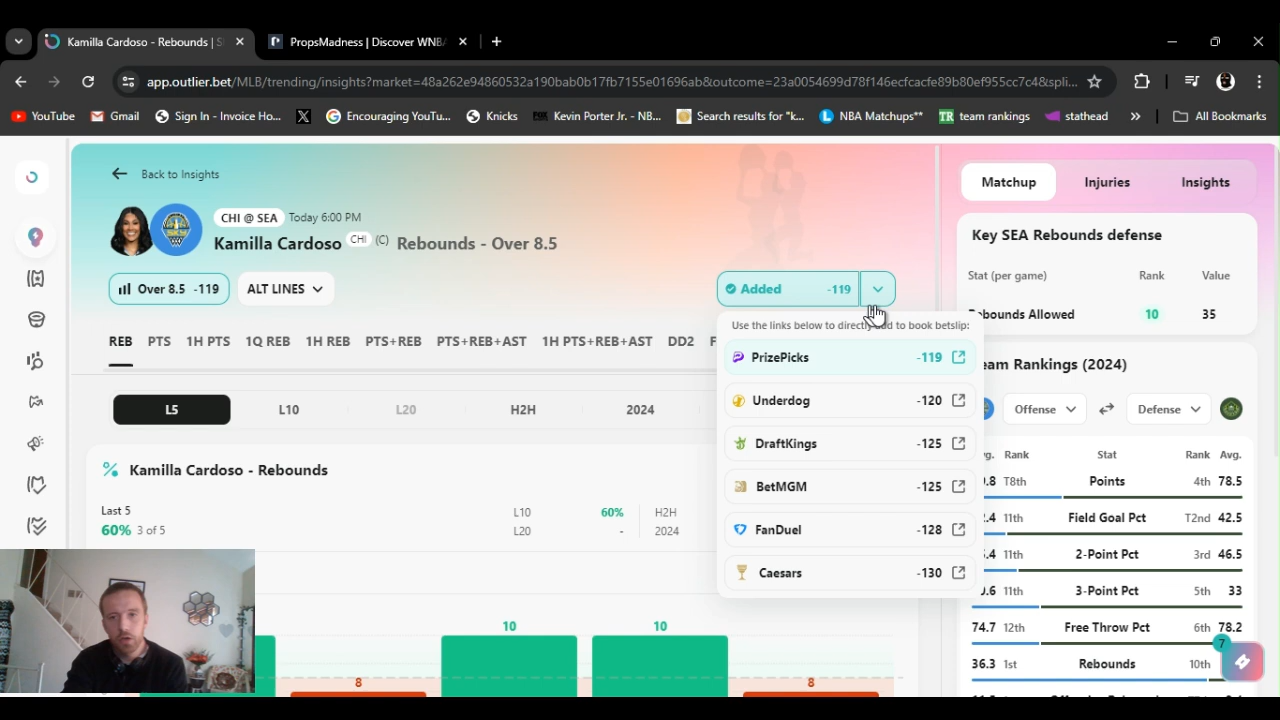 Kamilla Cardoso - Rebounds | S
PropsMadness | Discover WNBA
app.outlier.bet/MLB/trending/insights?market=48a262e94860532a190bab0b17fb7155e01696ab&outcome=23a0054699d78f146ecfcacfe89b80ef955cc7c4&spli...
YouTube
Gmail
Sign In - Invoice Ho...
Encouraging YouTu...
Knicks
Kevin Porter Jr. - NB...
Search results for "k...
NBA Matchups**
TR team rankings
stathead
»
All Bookmarks
Back to Insights
CHI @ SEA Today 6:00 PM
Kamilla Cardoso CHI (C) Rebounds - Over 8.5
Over 8.5 -119
ALT LINES
Added -119
REB PTS 1H PTS 1Q REB 1H REB PTS+REB PTS+REB+AST 1H PTS+REB+AST DD2
L5 L10 L20 H2H 2024
Kamilla Cardoso - Rebounds
Last 5
60% 3 of 5
L10 60% H2H
L20 - 2024
10 10
8 8
Use the links below to directly add to book betslip:
PrizePicks -119
Underdog -120
DraftKings -125
BetMGM -125
FanDuel -128
Caesars -130
Matchup Injuries Insights
Key SEA Rebounds defense
Stat (per game) Rank Value
Rebounds Allowed 10 35
eam Rankings (2024)
Offense Defense
g. Rank Stat Rank Avg.
.8 T8th Points 4th 78.5
.4 11th Field Goal Pct T2nd 42.5
.4 11th 2-Point Pct 3rd 46.5
.6 11th 3-Point Pct 5th 33
74.7 12th Free Throw Pct 6th 78.2
36.3 1st Rebounds 10th
7